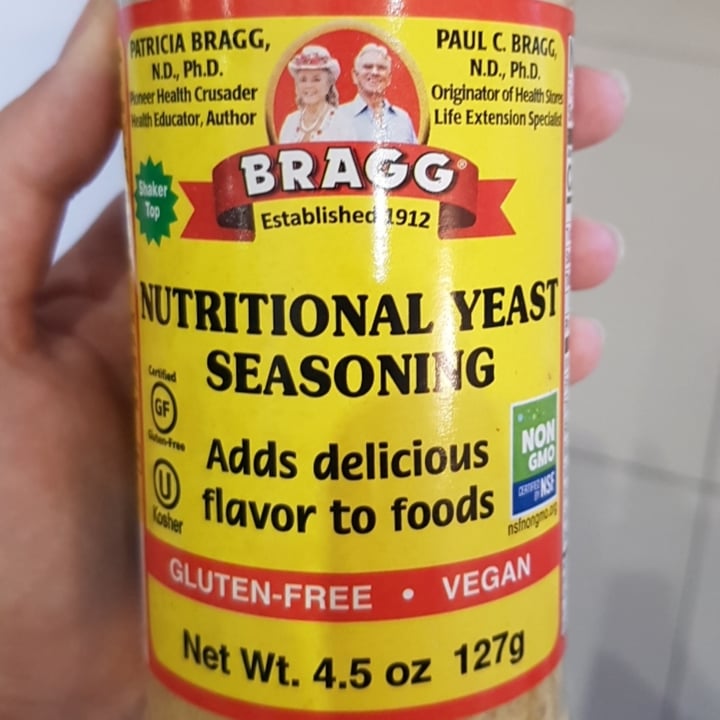 PATRICIA BRAGG,
N.D., Ph.D.
Pioneer Health Crusader
Health Educator, Author
PAUL C. BRAGG,
N.D., Ph.D.
Originator of Health Stores
Life Extension Specialist
BRAGG®
Established 1912
Shaker
Top
NUTRITIONAL YEAST
SEASONING
Certified
GF
Gluten-Free
U
Kosher
Adds delicious
flavor to foods
NON
GMO
CERTIFIED BY NSF
nsfnongmo.org
GLUTEN-FREE • VEGAN
Net Wt. 4.5 oz 127g